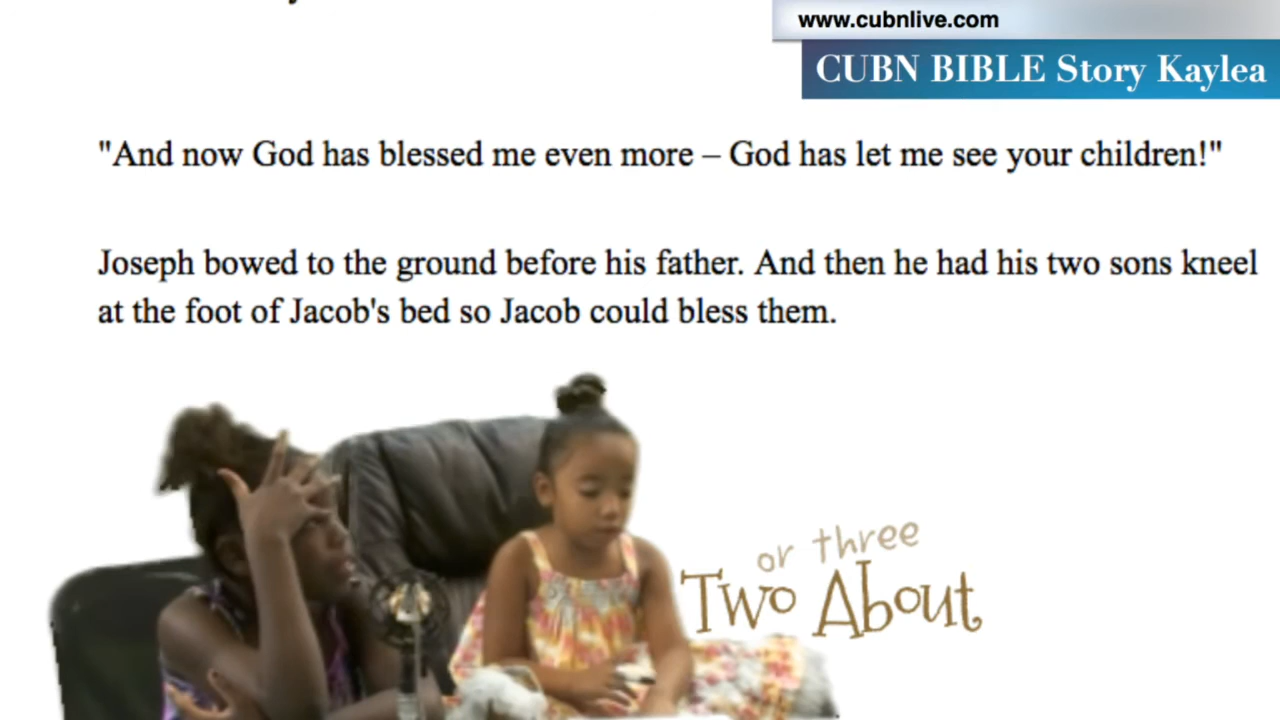 www.cubnlive.com
CUBN BIBLE Story Kaylea
"And now God has blessed me even more – God has let me see your children!"
Joseph bowed to the ground before his father. And then he had his two sons kneel
at the foot of Jacob's bed so Jacob could bless them.
or three
Two About